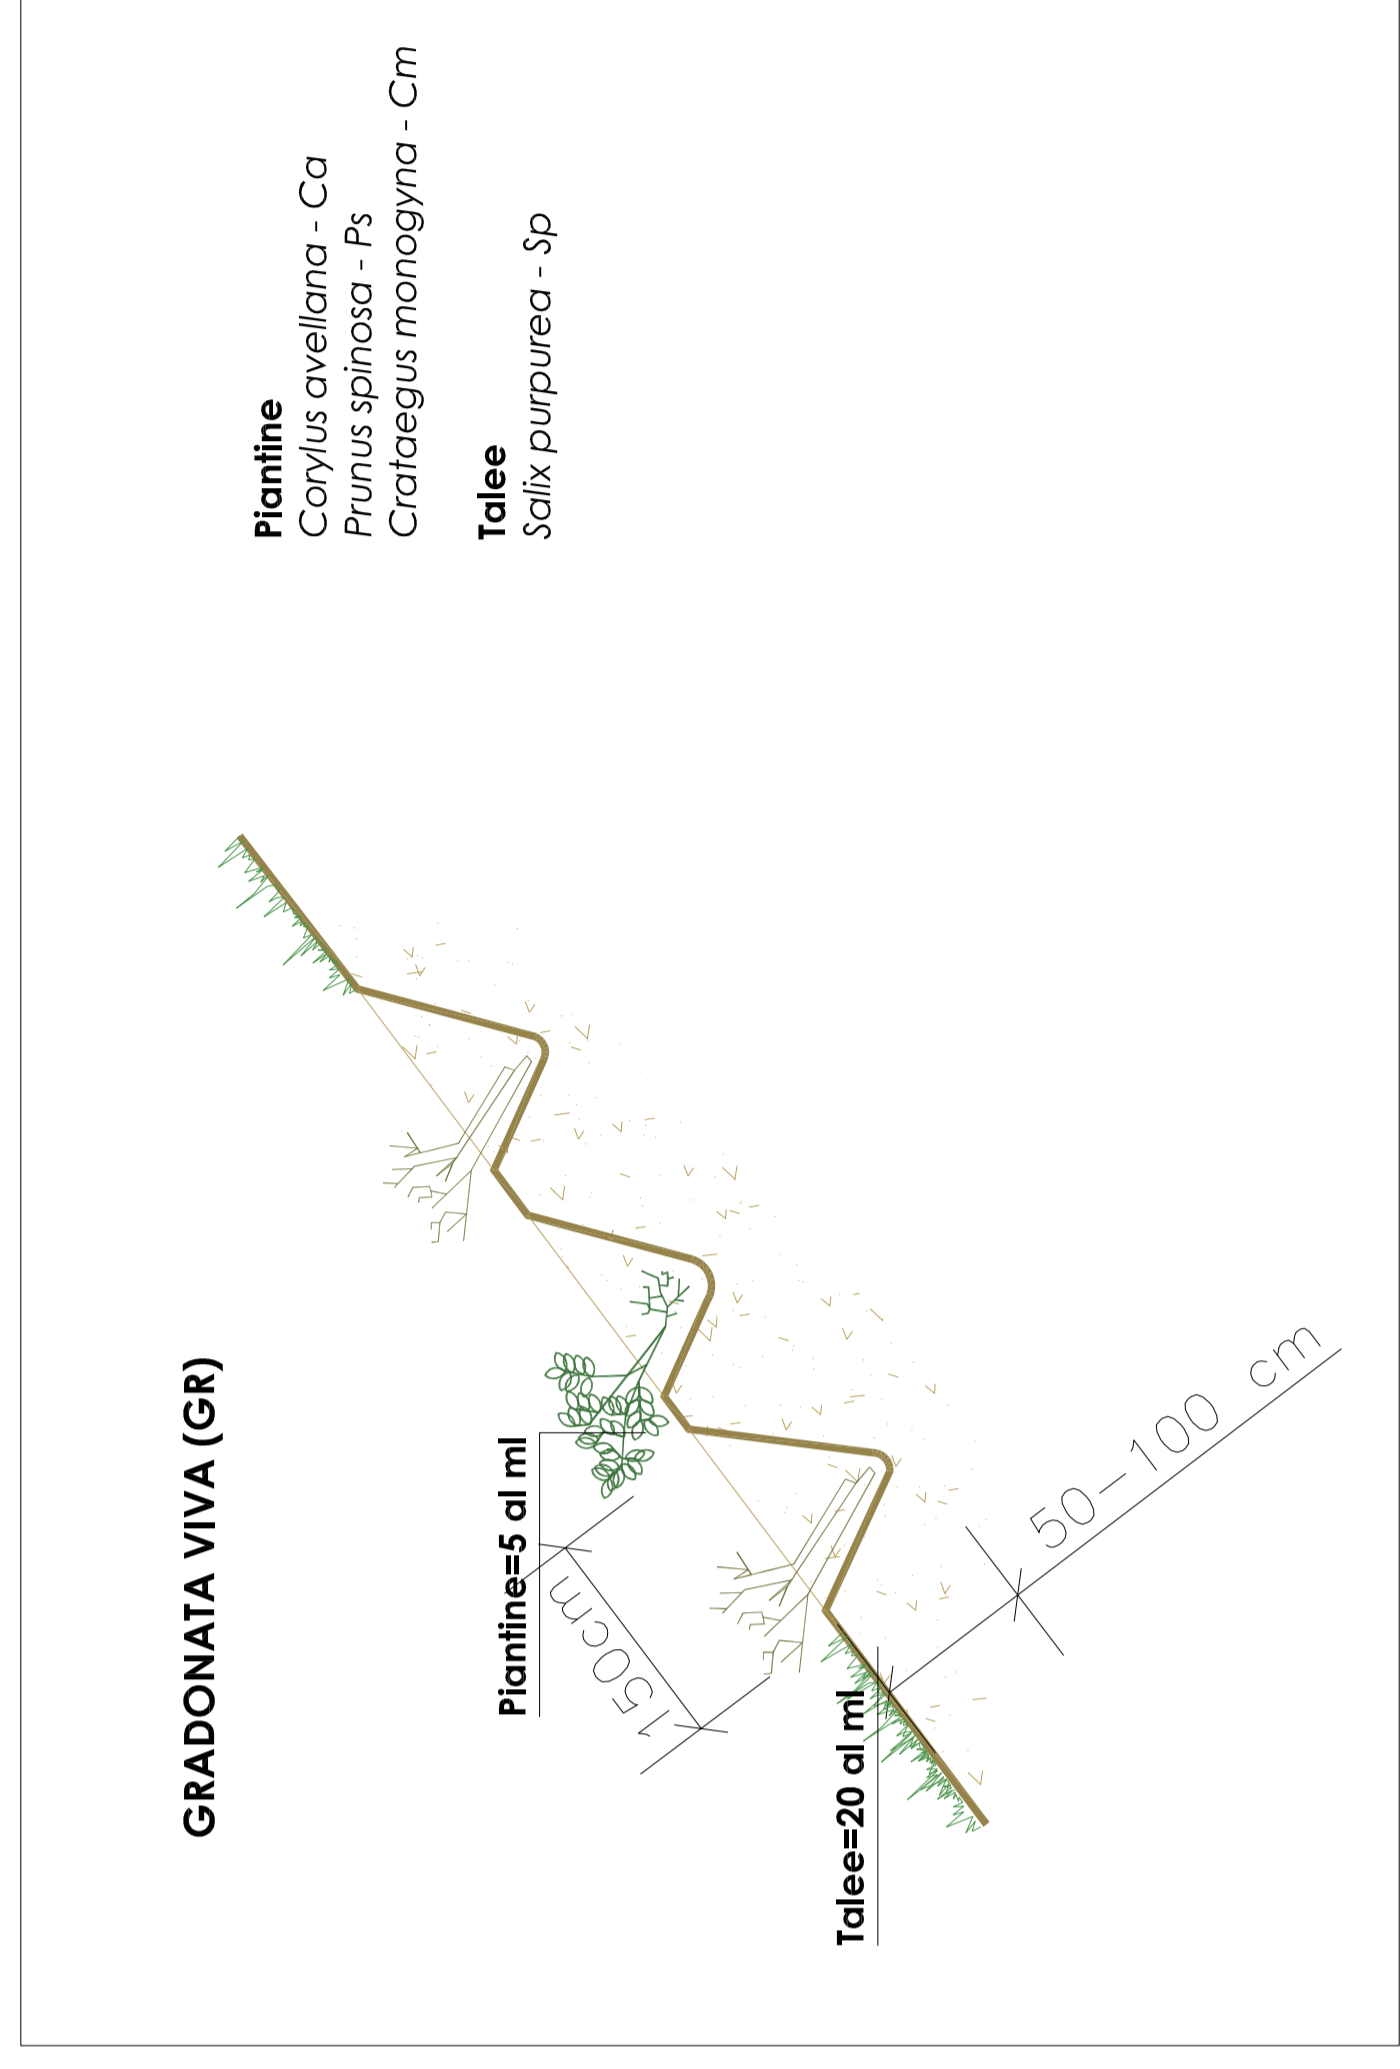 GRADONATA VIVA (GR)
Piantine
Corylus avellana - Ca
Prunus spinosa - Ps
Crataegus monogyna - Cm
Talee
Salix purpurea - Sp
Piantine=5 al ml
150cm
Talee=20 al ml
50–100 cm